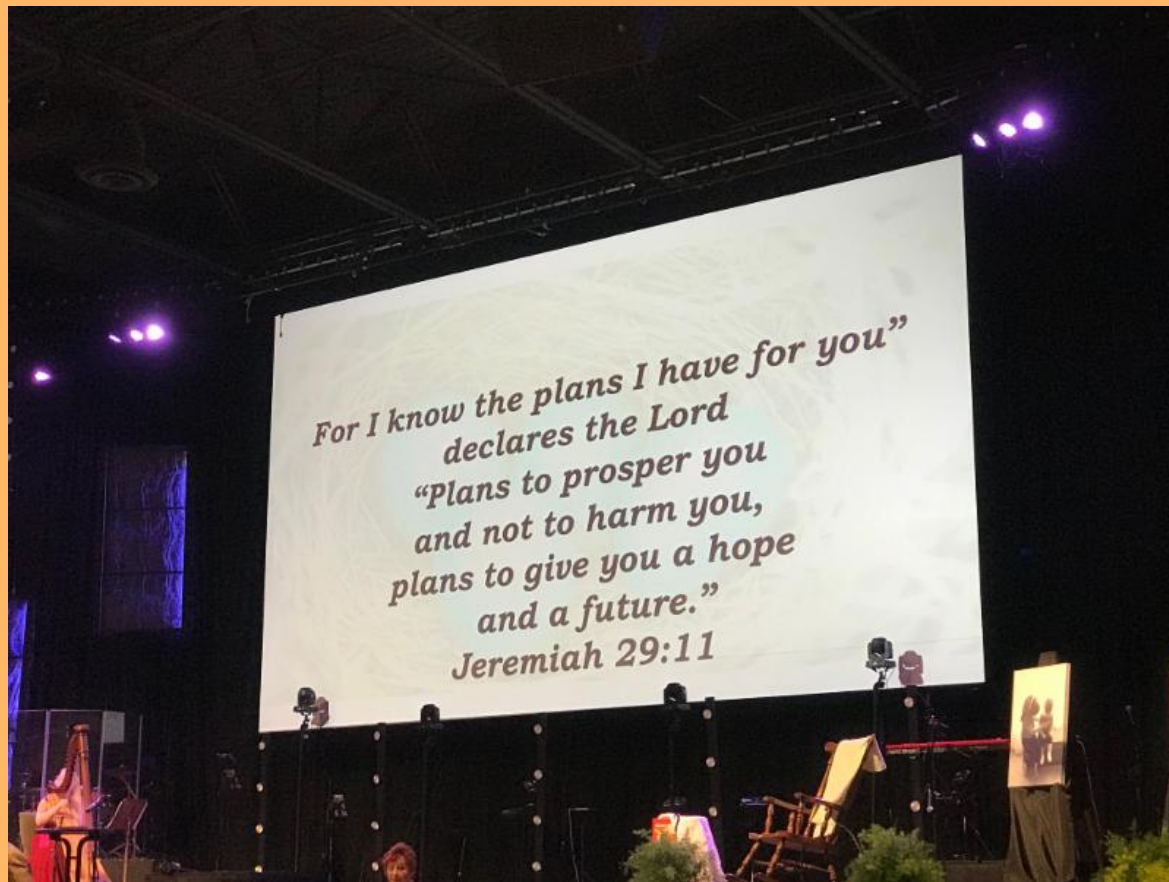 For I know the plans I have for you”
declares the Lord
“Plans to prosper you
and not to harm you,
plans to give you a hope
and a future.”
Jeremiah 29:11